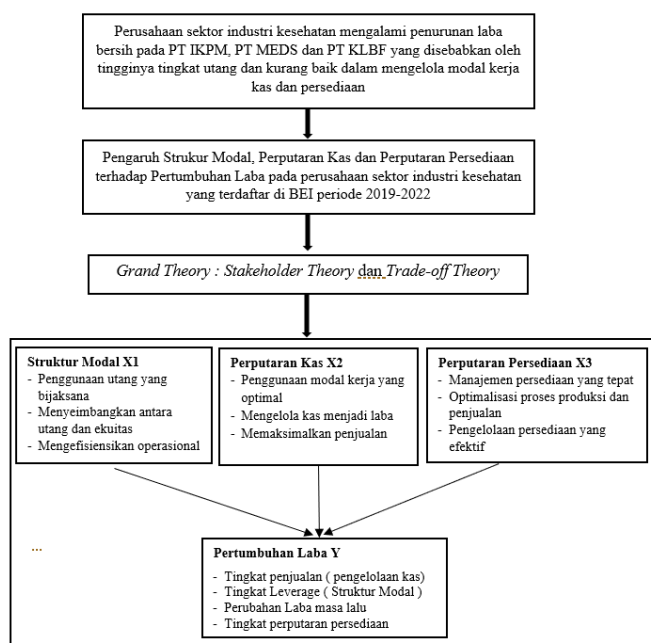 Perusahaan sektor industri kesehatan mengalami penurunan laba
bersih pada PT IKPM, PT MEDS dan PT KLBF yang disebabkan oleh
tingginya tingkat utang dan kurang baik dalam mengelola modal kerja
kas dan persediaan
Pengaruh Strukur Modal, Perputaran Kas dan Perputaran Persediaan
terhadap Pertumbuhan Laba pada perusahaan sektor industri kesehatan
yang terdaftar di BEI periode 2019-2022
Grand Theory : Stakeholder Theory dan Trade-off Theory
Struktur Modal X1
- Penggunaan utang yang
bijaksana
- Menyeimbangkan antara
utang dan ekuitas
- Mengefisiensikan operasional
Perputaran Kas X2
- Penggunaan modal kerja yang
optimal
- Mengelola kas menjadi laba
- Memaksimalkan penjualan
Perputaran Persediaan X3
- Manajemen persediaan yang tepat
- Optimalisasi proses produksi dan
penjualan
- Pengelolaan persediaan yang
efektif
...
Pertumbuhan Laba Y
- Tingkat penjualan ( pengelolaan kas)
- Tingkat Leverage ( Struktur Modal )
- Perubahan Laba masa lalu
- Tingkat perputaran persediaan